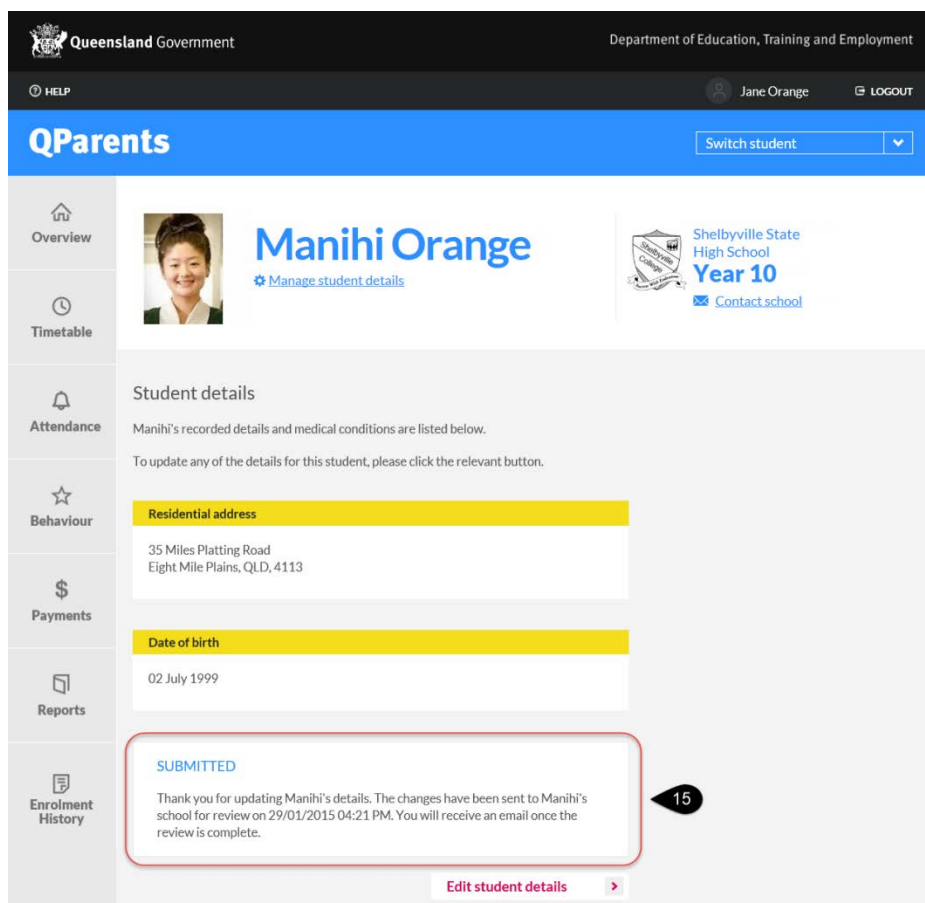 Queensland Government
Department of Education, Training and Employment
HELP
Jane Orange
LOGOUT
QParents
Switch student
Overview
Timetable
Attendance
Behaviour
Payments
Reports
Enrolment
History
Manihi Orange
Manage student details
Shelbyville
College
Shelbyville State
High School
Year 10
Contact school
Student details
Manihi's recorded details and medical conditions are listed below.
To update any of the details for this student, please click the relevant button.
Residential address
35 Miles Platting Road
Eight Mile Plains, QLD, 4113
Date of birth
02 July 1999
SUBMITTED
Thank you for updating Manihi's details. The changes have been sent to Manihi's
school for review on 29/01/2015 04:21 PM. You will receive an email once the
review is complete.
15
Edit student details